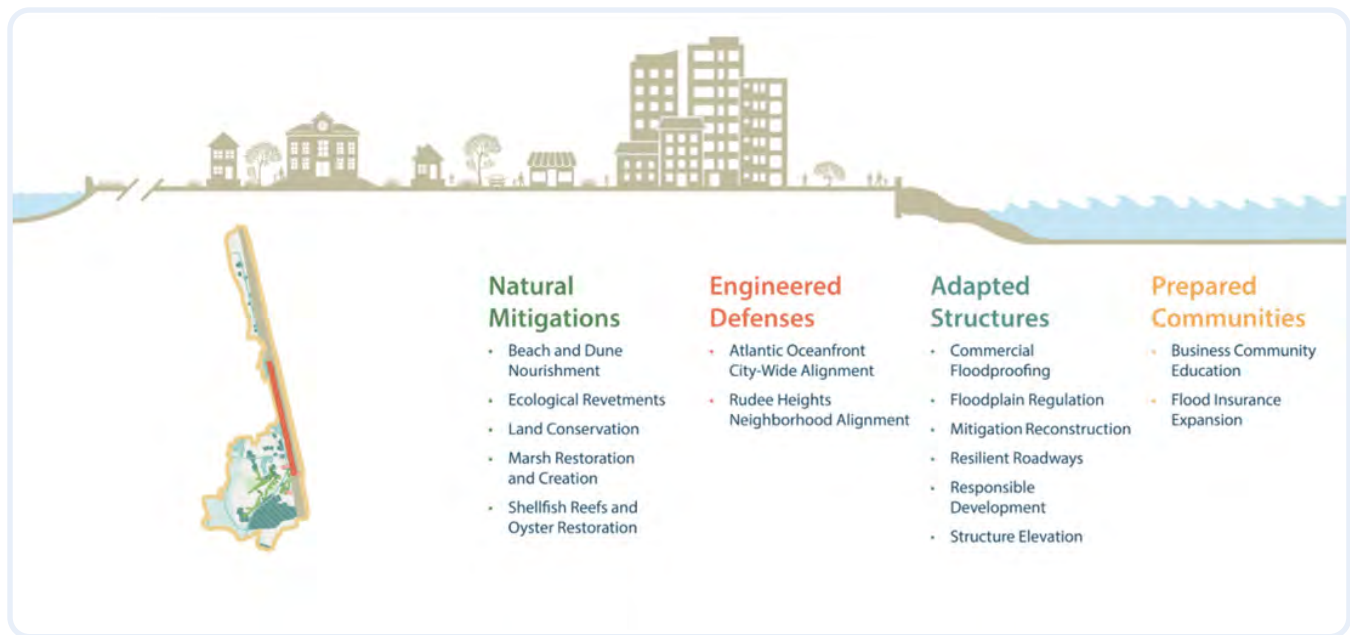 Natural
Mitigations
• Beach and Dune
Nourishment
• Ecological Revetments
• Land Conservation
• Marsh Restoration
and Creation
• Shellfish Reefs and
Oyster Restoration
Engineered
Defenses
• Atlantic Oceanfront
City-Wide Alignment
• Rudee Heights
Neighborhood Alignment
Adapted
Structures
• Commercial
Floodproofing
• Floodplain Regulation
• Mitigation Reconstruction
• Resilient Roadways
• Responsible
Development
• Structure Elevation
Prepared
Communities
• Business Community
Education
• Flood Insurance
Expansion